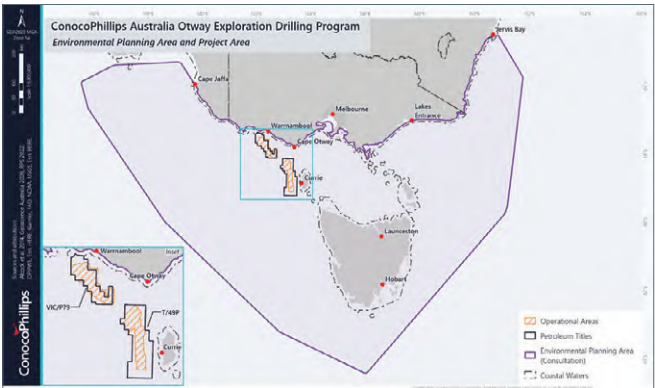 ConocoPhillips Australia Otway Exploration Drilling Program
Environmental Planning Area and Project Area
N
Jervis Bay
Cape Jaffa
Melbourne
Lakes
Entrance
Warrnambool
Cape Otway
Currie
Launceston
Hobart
Warrnambool
Inset
Cape Otway
VIC/P79
T/49P
Currie
Operational Areas
Petroleum Titles
Environmental Planning Area
(Consultation)
Coastal Waters
ConocoPhillips